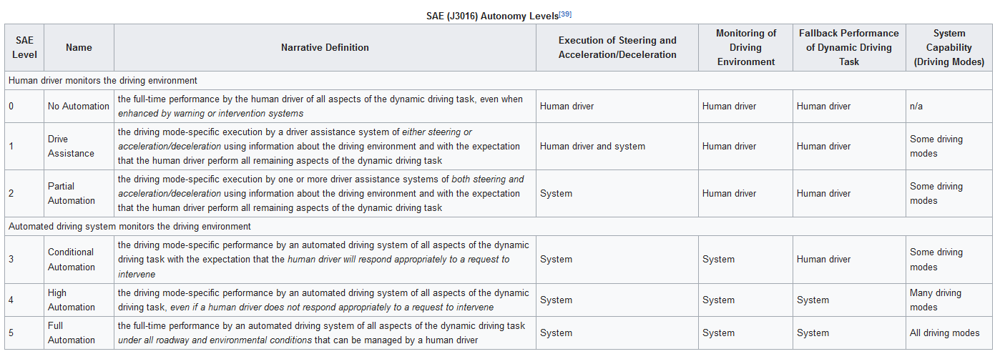 SAE (J3016) Autonomy Levels[39]
SAE Level
Name
Narrative Definition
Execution of Steering and
Acceleration/Deceleration
Monitoring of
Driving
Environment
Fallback Performance
of Dynamic Driving
Task
System
Capability
(Driving Modes)
Human driver monitors the driving environment
0
No Automation
the full-time performance by the human driver of all aspects of the dynamic driving task, even when
enhanced by warning or intervention systems
Human driver
Human driver
Human driver
n/a
1
Drive
Assistance
the driving mode-specific execution by a driver assistance system of either steering or
acceleration/deceleration using information about the driving environment and with the expectation
that the human driver perform all remaining aspects of the dynamic driving task
Human driver and system
Human driver
Human driver
Some driving
modes
2
Partial
Automation
the driving mode-specific execution by one or more driver assistance systems of both steering and
acceleration/deceleration using information about the driving environment and with the expectation
that the human driver perform all remaining aspects of the dynamic driving task
System
Human driver
Human driver
Some driving
modes
Automated driving system monitors the driving environment
3
Conditional
Automation
the driving mode-specific performance by an automated driving system of all aspects of the dynamic
driving task with the expectation that the human driver will respond appropriately to a request to
intervene
System
System
Human driver
Some driving
modes
4
High
Automation
the driving mode-specific performance by an automated driving system of all aspects of the dynamic
driving task, even if a human driver does not respond appropriately to a request to intervene
System
System
System
Many driving
modes
5
Full
Automation
the full-time performance by an automated driving system of all aspects of the dynamic driving task
under all roadway and environmental conditions that can be managed by a human driver
System
System
System
All driving modes